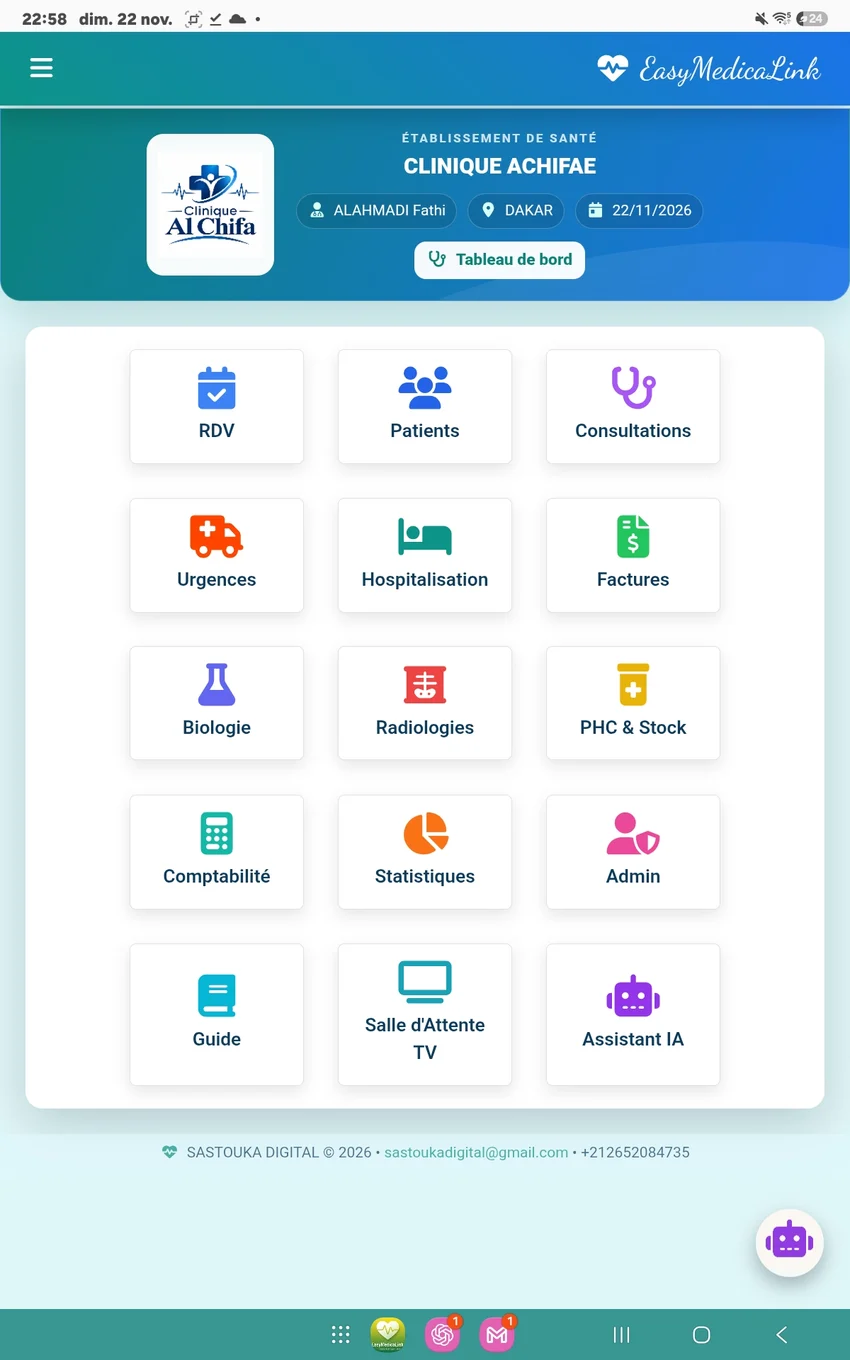 22:58 dim. 22 nov.
24
EasyMedicaLink
ÉTABLISSEMENT DE SANTÉ
CLINIQUE ACHIFAE
Clinique
Al Chifa
ALAHMADI Fathi
DAKAR
22/11/2026
Tableau de bord
RDV
Patients
Consultations
Urgences
Hospitalisation
Factures
Biologie
Radiologies
PHC & Stock
Comptabilité
Statistiques
Admin
Guide
Salle d'Attente
TV
Assistant IA
SASTOUKA DIGITAL © 2026 • sastoukadigital@gmail.com • +212652084735
EasyMedicaLink
1
1